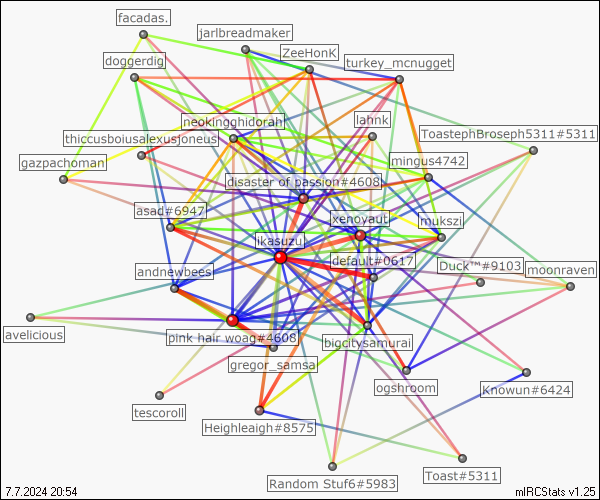 facadas.
jarlbreadmaker
ZeeHonK
doggerdig
turkey_mcnugget
neokingghidorah
lahnk
ToastephBroseph5311#5311
thiccusboiusalexusjoneus
gazpachoman
mingus4742
disaster of passion#4608
asad#6947
xenovaut
mukszi
ikasuzu
default#0617
Duck™#9103
andnewbees
moonraven
avelicious
pink hair woag#4608
bigcitysamurai
gregor_samsa
ogshroom
Knowun#6424
tescoroll
Heighleaigh#8575
Random Stuf6#5983
Toast#5311
7.7.2024 20:54
mIRCStats v1.25